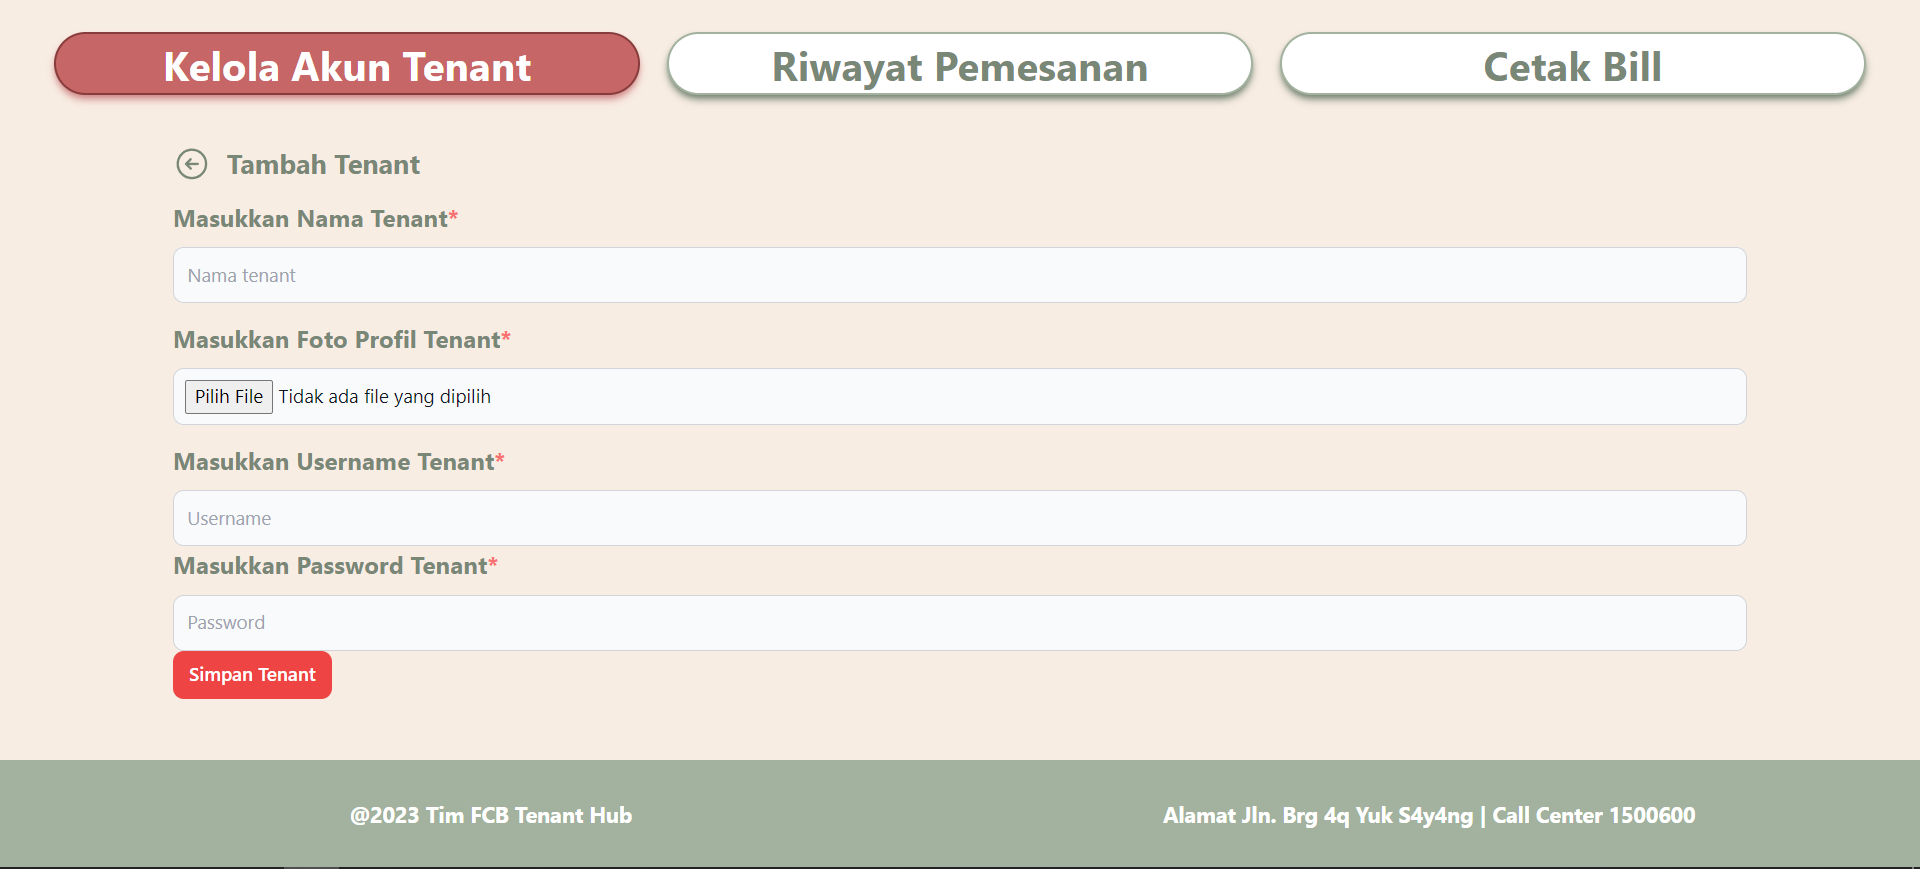 Kelola Akun Tenant
Riwayat Pemesanan
Cetak Bill
Tambah Tenant
Masukkan Nama Tenant*
Nama tenant
Masukkan Foto Profil Tenant*
Pilih File Tidak ada file yang dipilih
Masukkan Username Tenant*
Username
Masukkan Password Tenant*
Password
Simpan Tenant
@2023 Tim FCB Tenant Hub
Alamat Jln. Brg 4q Yuk S4y4ng | Call Center 1500600